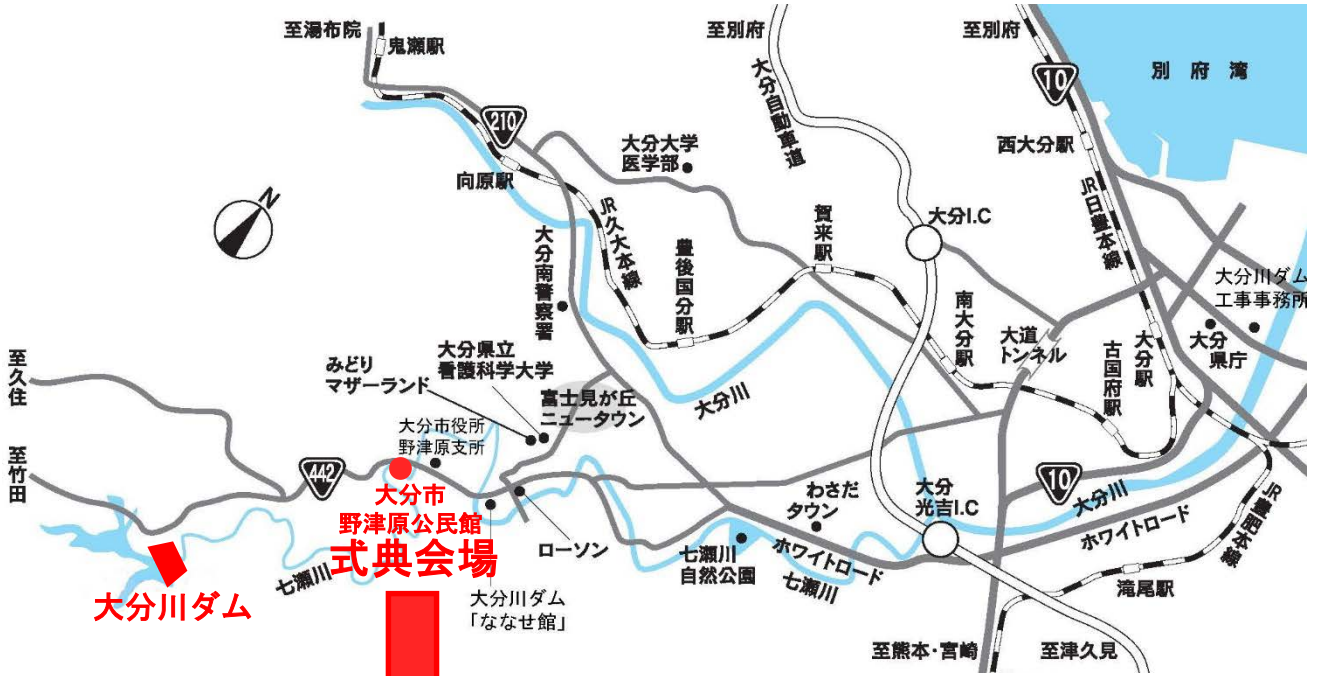 至湯布院
鬼瀬駅
至別府
大分自動車道
至別府
10
別府湾
210
大分大学
医学部
西大分駅
向原駅
JR久大本線
JR日豊本線
N
大分南警察署
豊後国分駅
賀来駅
大分I.C
大分川ダム
工事事務所
南大分駅
大道
トンネル
古国府駅
大分駅
大分
県庁
至久住
みどり
マザーランド
大分県立
看護科学大学
富士見が丘
ニュータウン
大分川
大分市役所
野津原支所
至竹田
442
大分市
野津原公民館
式典会場
ローソン
わさだ
タウン
大分
光吉I.C
10
大分川
JR豊肥本線
ホワイトロード
七瀬川
自然公園
ホワイトロード
七瀬川
七瀬川
大分川ダム
大分川ダム
「ななせ館」
滝尾駅
至熊本・宮崎
至津久見